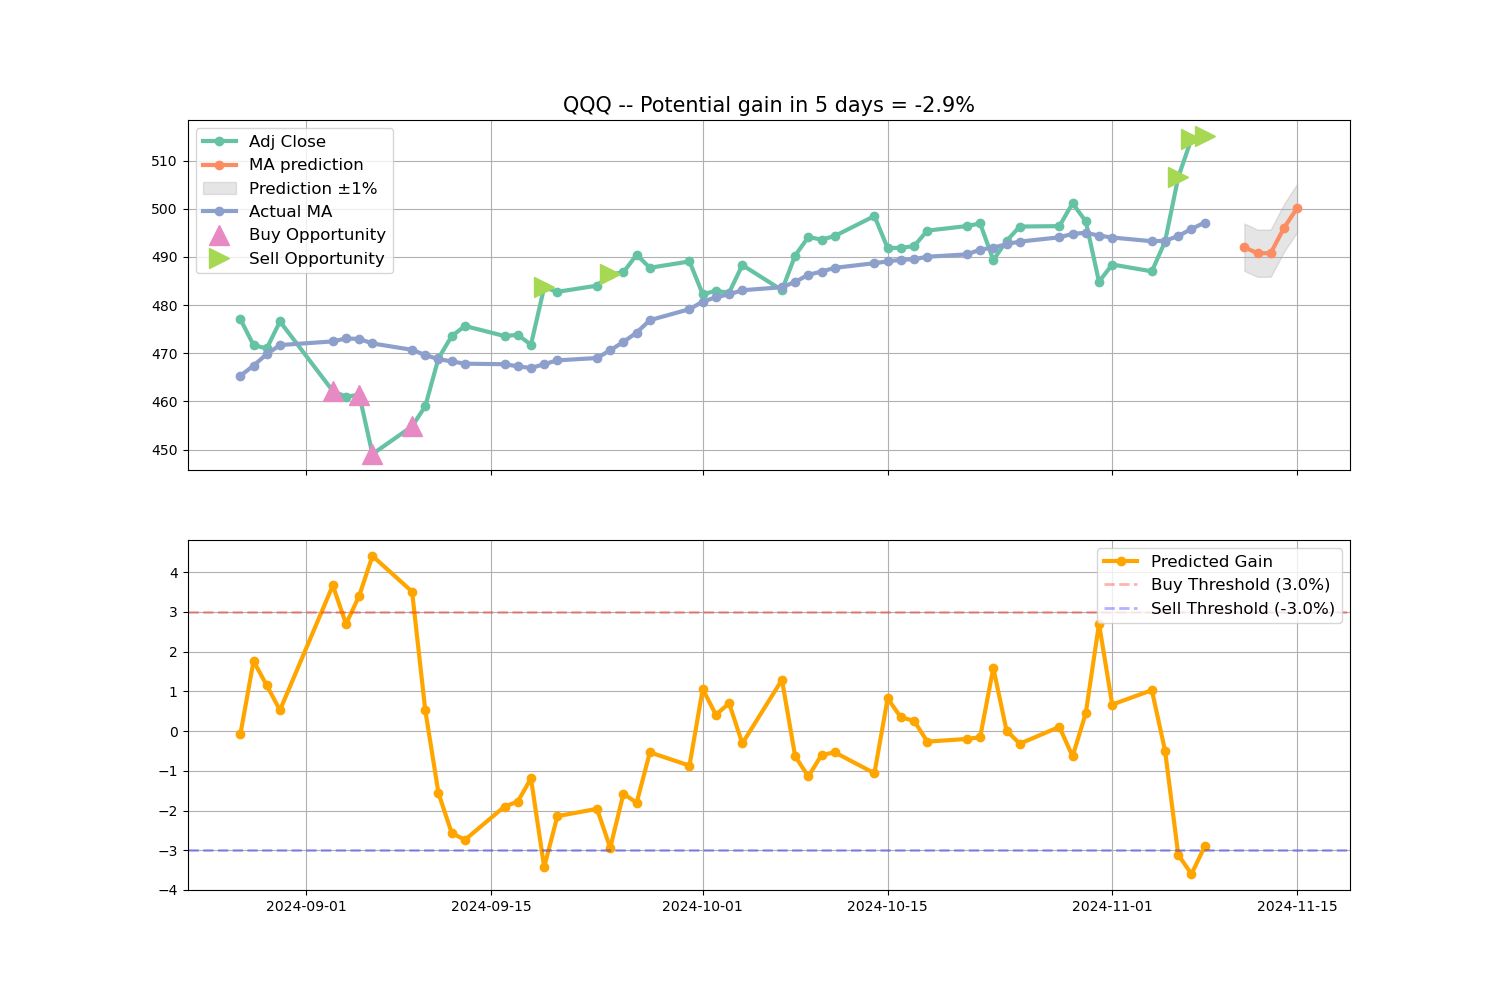 QQQ -- Potential gain in 5 days = -2.9%
Adj Close
MA prediction
Prediction ±1%
Actual MA
Buy Opportunity
Sell Opportunity
510
500
490
480
470
460
450
Predicted Gain
Buy Threshold (3.0%)
Sell Threshold (-3.0%)
4
3
2
1
0
−1
−2
−3
−4
2024-09-01
2024-09-15
2024-10-01
2024-10-15
2024-11-01
2024-11-15